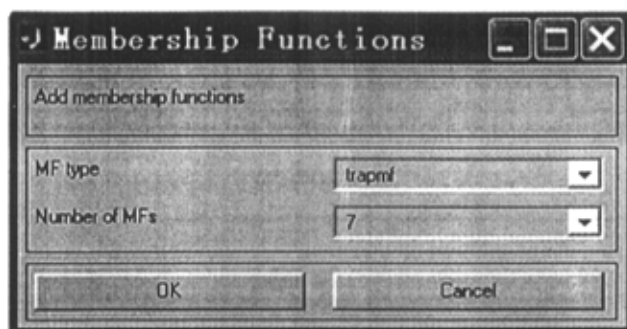 Membership Functions
Add membership functions
MF type
trapmf
Number of MFs
7
OK
Cancel